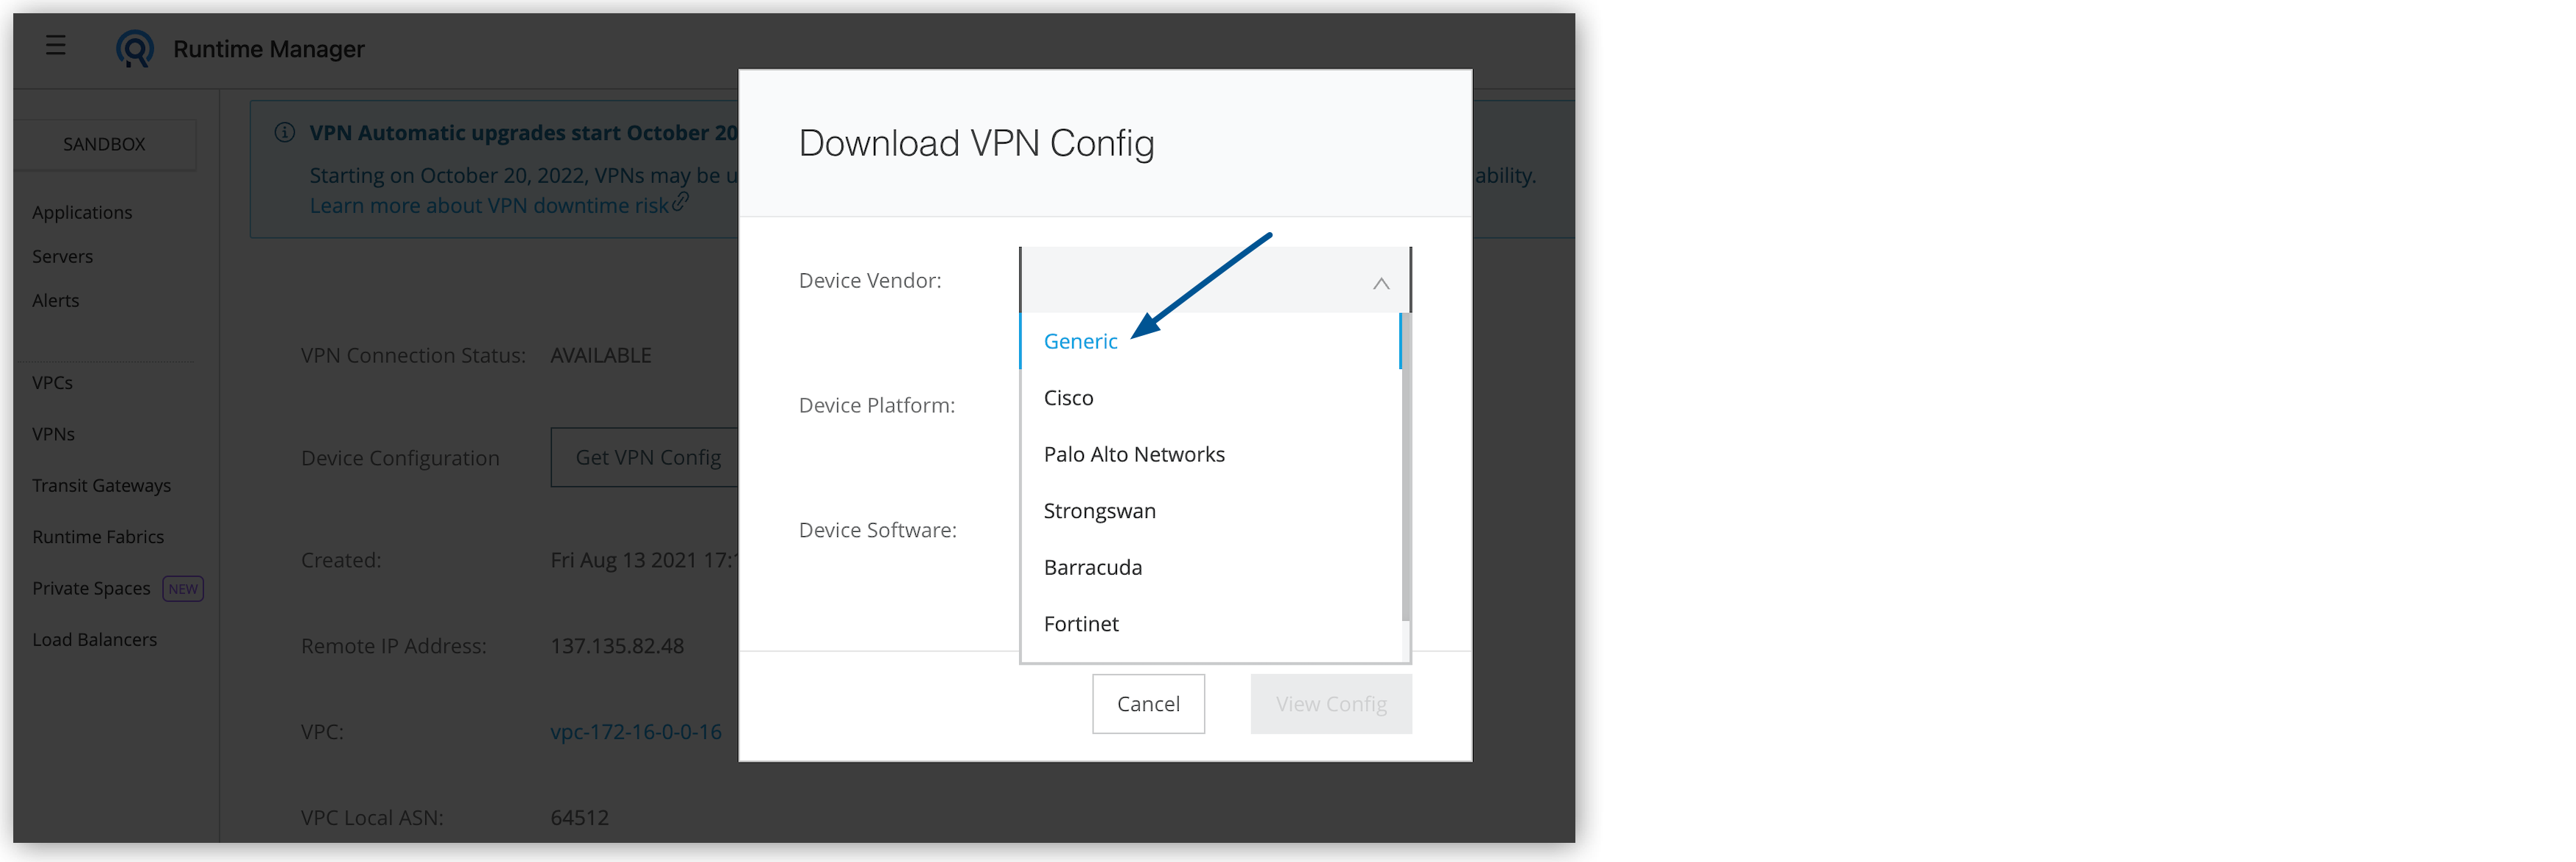 Runtime Manager
SANDBOX
Applications
Servers
Alerts
VPCs
VPNs
Transit Gateways
Runtime Fabrics
Private Spaces NEW
Load Balancers
VPN Automatic upgrades start October 20
Starting on October 20, 2022, VPNs may be u
ability.
Learn more about VPN downtime risk
VPN Connection Status: AVAILABLE
Device Configuration Get VPN Config
Created: Fri Aug 13 2021 17:
Remote IP Address: 137.135.82.48
VPC: vpc-172-16-0-0-16
VPC Local ASN: 64512
Download VPN Config
Device Vendor:
Generic
Cisco
Palo Alto Networks
Strongswan
Barracuda
Fortinet
Device Platform:
Device Software:
Cancel View Config